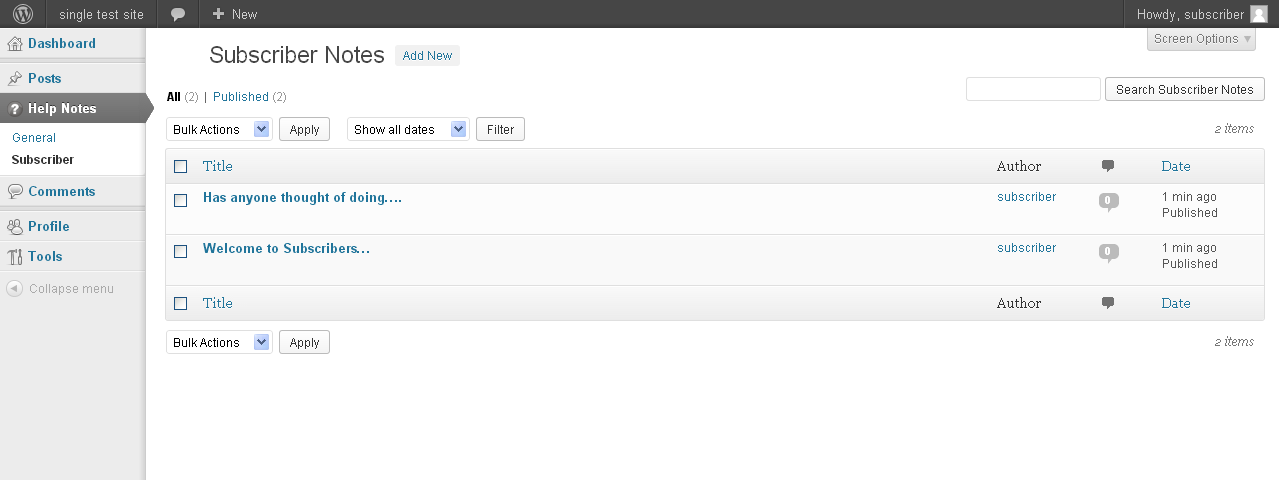 single test site New Howdy, subscriber
Dashboard
Posts
Help Notes
General
Subscriber
Comments
Profile
Tools
Collapse menu
Screen Options
Subscriber Notes Add New
All (2) | Published (2)
Search Subscriber Notes
Bulk Actions Apply Show all dates Filter 2 items
Title Author Date
Has anyone thought of doing.... subscriber 0 1 min ago
Published
Welcome to Subscribers... subscriber 0 1 min ago
Published
Title Author Date
Bulk Actions Apply 2 items